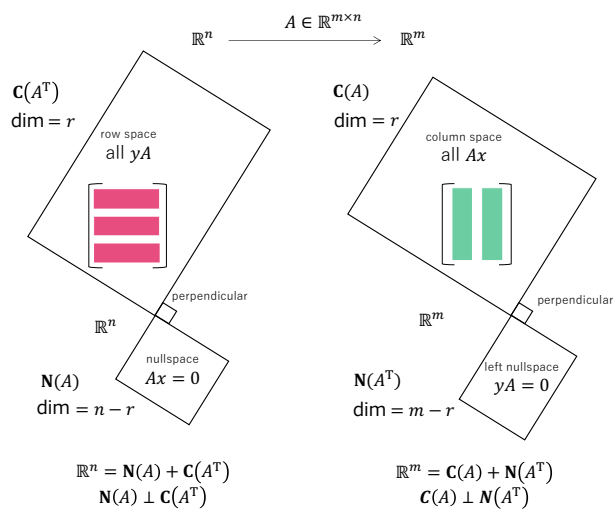 A ∈ ℝᵐˣⁿ
ℝⁿ ℝᵐ
C(Aᵀ)
dim = r
row space
all yA
perpendicular
ℝⁿ
nullspace
Ax = 0
N(A)
dim = n − r
ℝⁿ = N(A) + C(Aᵀ)
N(A) ⊥ C(Aᵀ)
C(A)
dim = r
column space
all Ax
perpendicular
ℝᵐ
left nullspace
yA = 0
N(Aᵀ)
dim = m − r
ℝᵐ = C(A) + N(Aᵀ)
C(A) ⊥ N(Aᵀ)